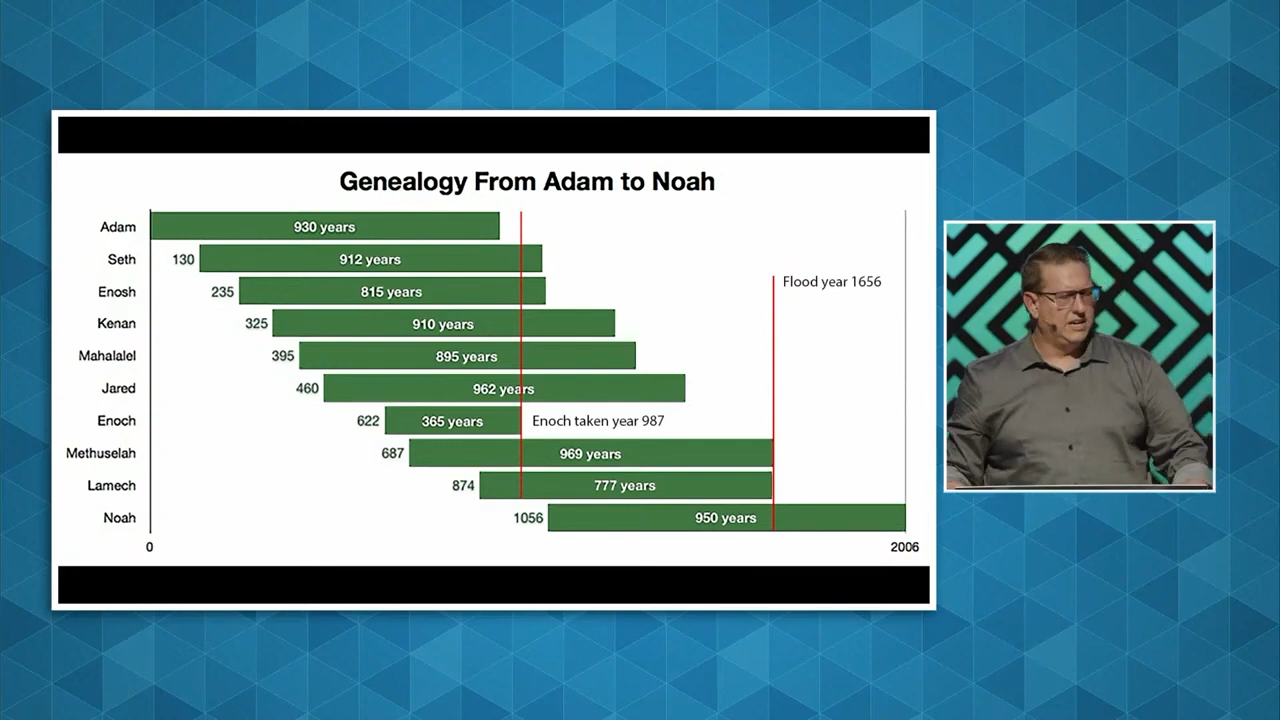 Genealogy From Adam to Noah
Adam 930 years
Seth 130 912 years
Flood year 1656
Enosh 235 815 years
Kenan 325 910 years
Mahalalel 395 895 years
Jared 460 962 years
Enoch 622 365 years Enoch taken year 987
Methuselah 687 969 years
Lamech 874 777 years
Noah 1056 950 years
0 2006